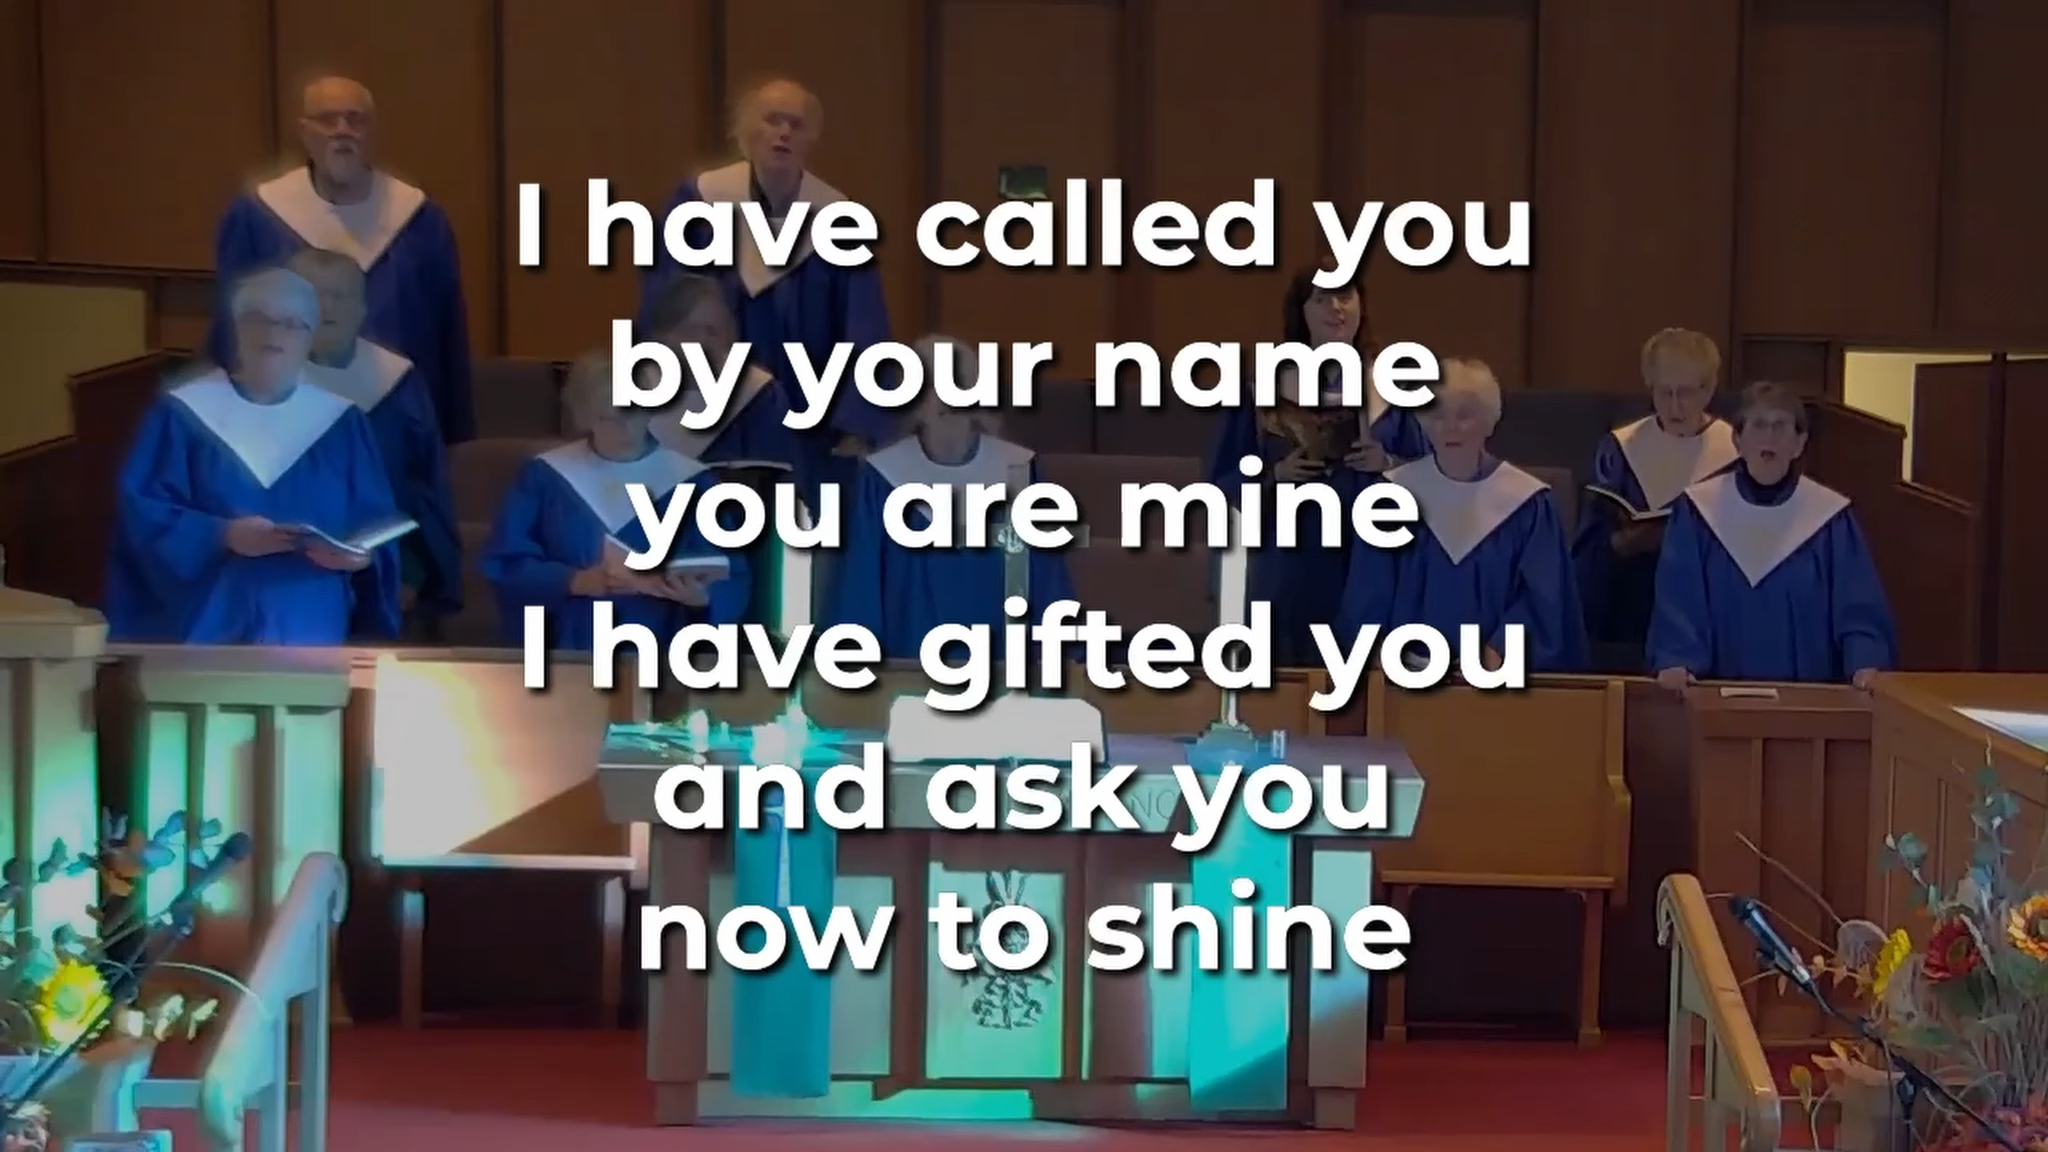 I have called you
by your name
you are mine
I have gifted you
and ask you
now to shine